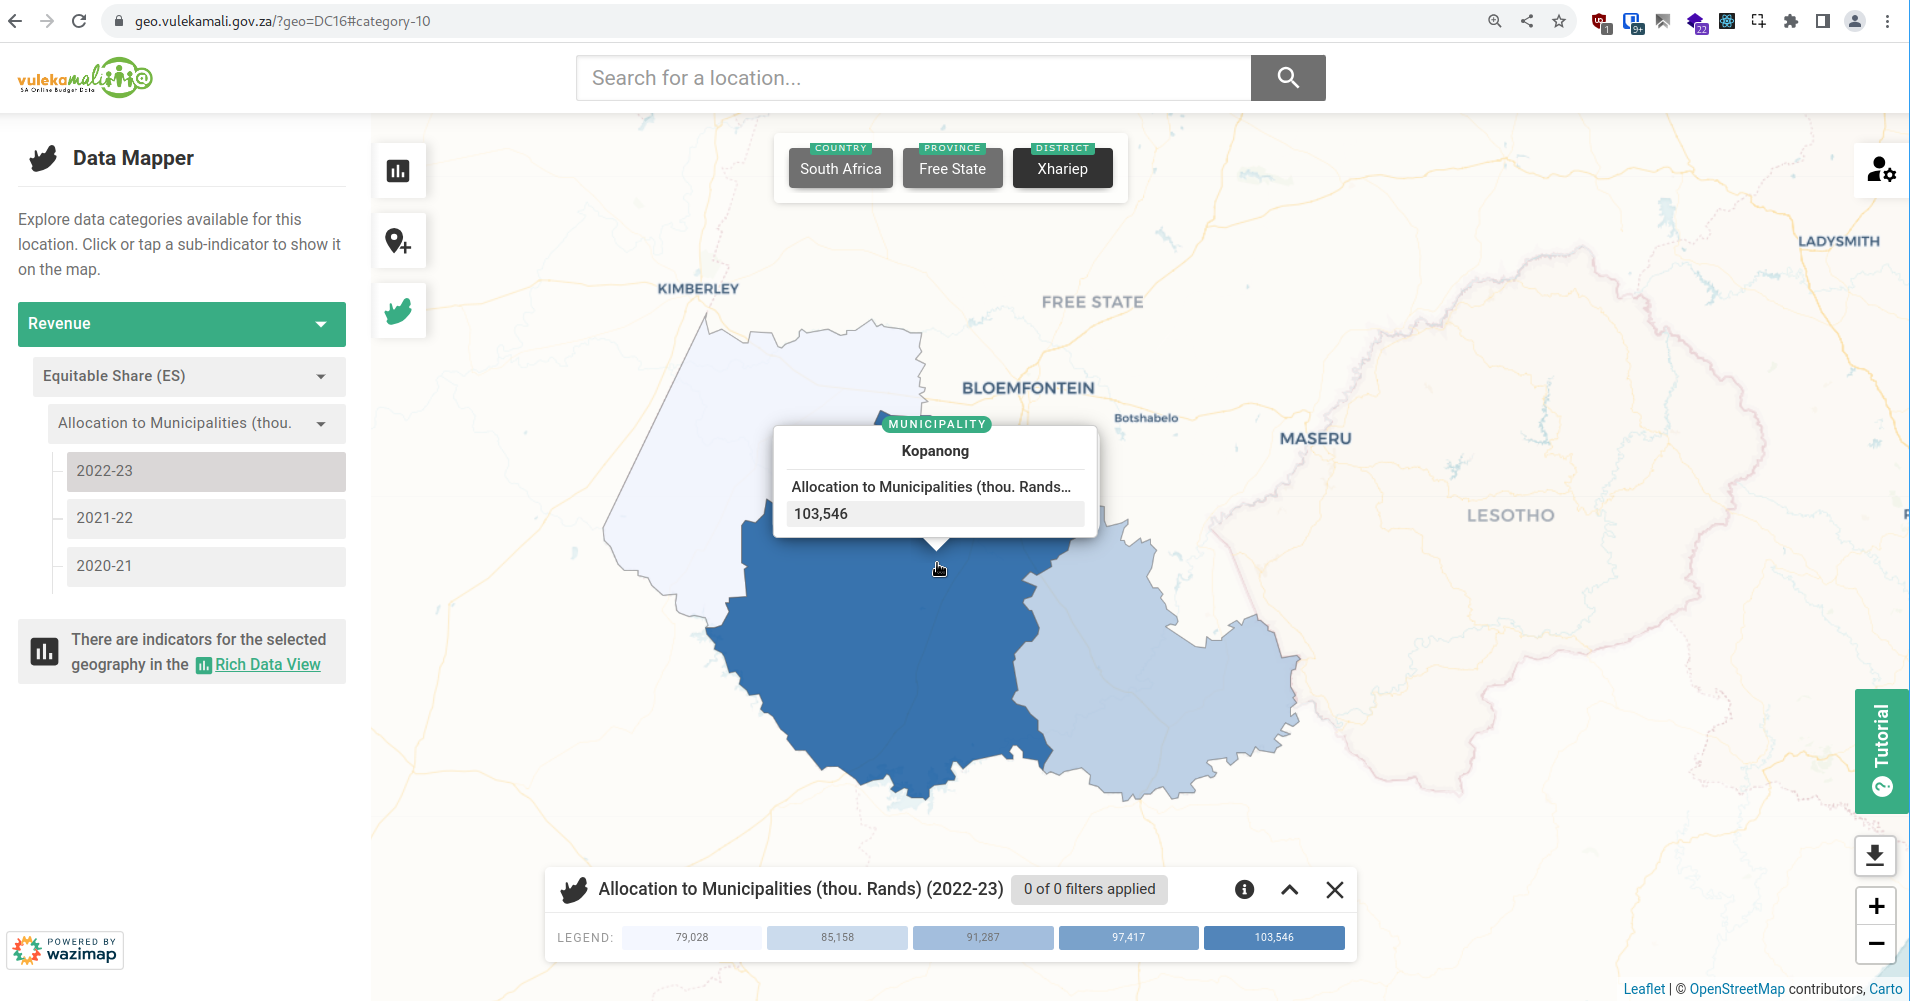 geo.vulekamali.gov.za/?geo=DC16#category-10
1
9+
22
vulekamali
SA Online Budget Data
Search for a location...
Data Mapper
Explore data categories available for this
location. Click or tap a sub-indicator to show it
on the map.
Revenue
Equitable Share (ES)
Allocation to Municipalities (thou.
2022-23
2021-22
2020-21
There are indicators for the selected
geography in the Rich Data View
POWERED BY
wazimap
COUNTRY
South Africa
PROVINCE
Free State
DISTRICT
Xhariep
LADYSMITH
KIMBERLEY
FREE STATE
BLOEMFONTEIN
Botshabelo
MASERU
LESOTHO
MUNICIPALITY
Kopanong
Allocation to Municipalities (thou. Rands...
103,546
Tutorial
Allocation to Municipalities (thou. Rands) (2022-23)
0 of 0 filters applied
LEGEND:
79,028
85,158
91,287
97,417
103,546
Leaflet | © OpenStreetMap contributors, Carto